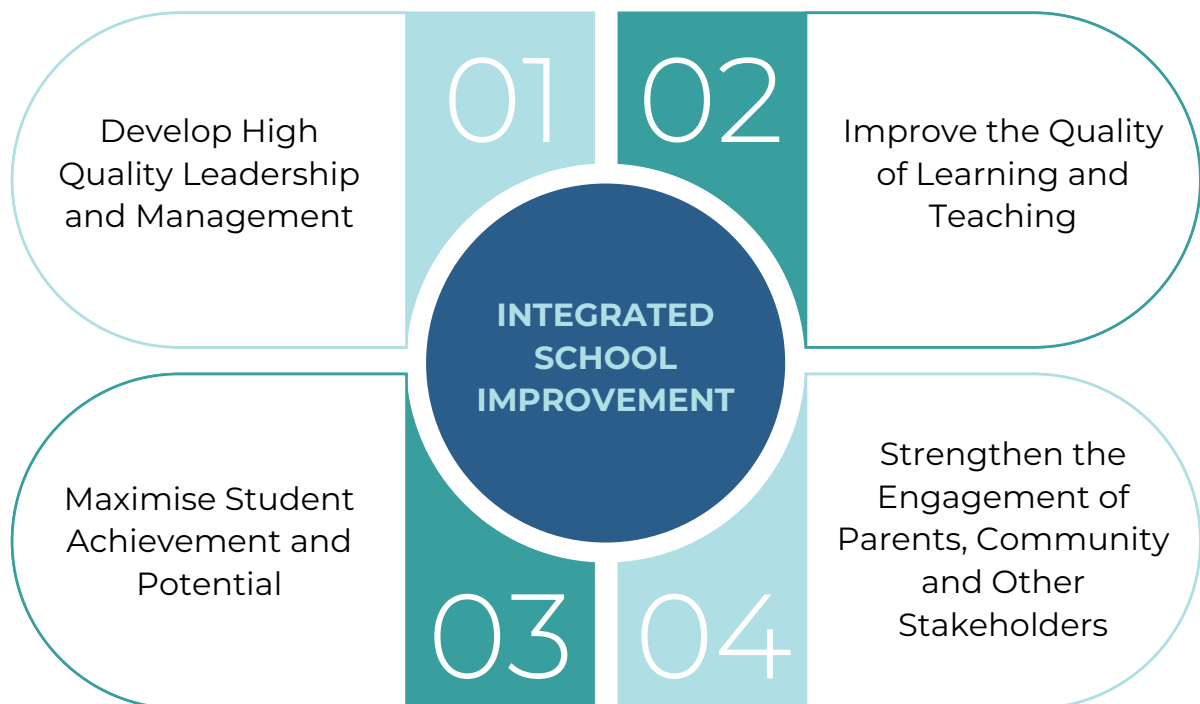 01
Develop High
Quality Leadership
and Management
02
Improve the Quality
of Learning and
Teaching
INTEGRATED
SCHOOL
IMPROVEMENT
03
Maximise Student
Achievement and
Potential
04
Strengthen the
Engagement of
Parents, Community
and Other
Stakeholders